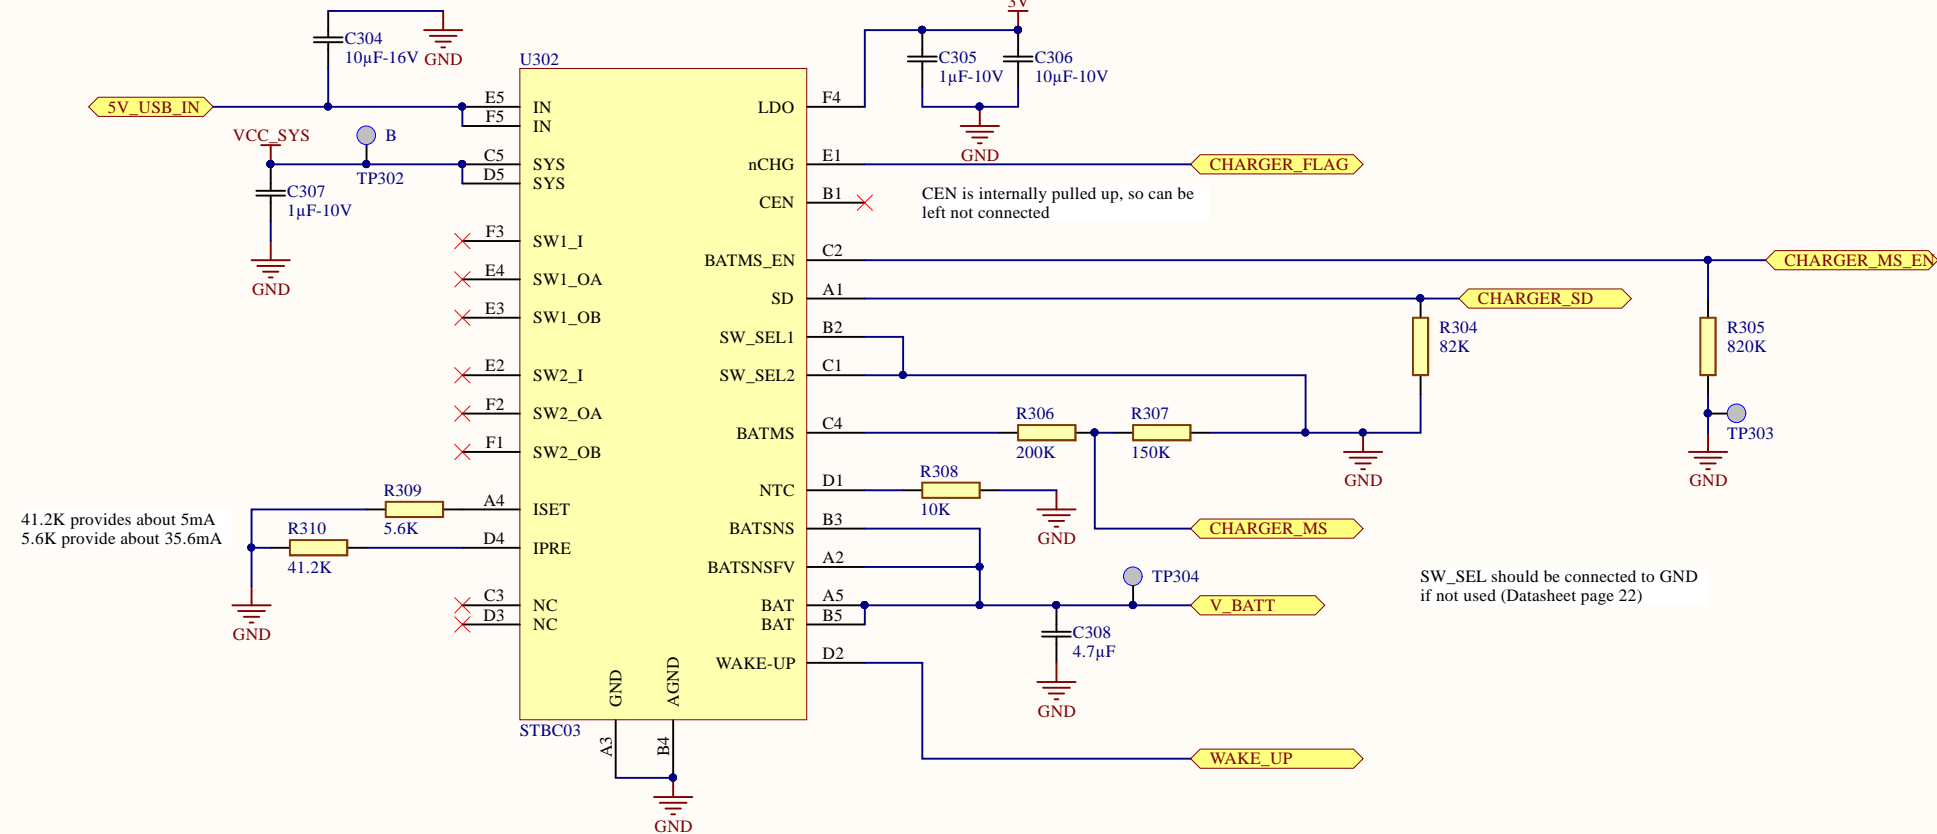 3V
C304
10µF-16V
GND
U302
C305
1µF-10V
C306
10µF-10V
5V_USB_IN
E5
IN
F5
IN
LDO
F4
GND
VCC_SYS
B
TP302
C5
SYS
D5
SYS
nCHG
E1
CHARGER_FLAG
C307
1µF-10V
GND
CEN
B1
CEN is internally pulled up, so can be
left not connected
F3
SW1_I
E4
SW1_OA
E3
SW1_OB
BATMS_EN
C2
CHARGER_MS_EN
SD
A1
CHARGER_SD
SW_SEL1
B2
R304
82K
R305
820K
E2
SW2_I
SW_SEL2
C1
F2
SW2_OA
F1
SW2_OB
BATMS
C4
R306
200K
R307
150K
GND
TP303
GND
NTC
D1
R308
10K
GND
41.2K provides about 5mA
5.6K provide about 35.6mA
R309
5.6K
A4
ISET
R310
41.2K
D4
IPRE
GND
BATSNS
B3
CHARGER_MS
BATSNSFV
A2
TP304
SW_SEL should be connected to GND
if not used (Datasheet page 22)
C3
NC
D3
NC
BAT
A5
BAT
B5
V_BATT
C308
4.7µF
GND
WAKE-UP
D2
WAKE_UP
GND
AGND
STBC03
A3
B4
GND